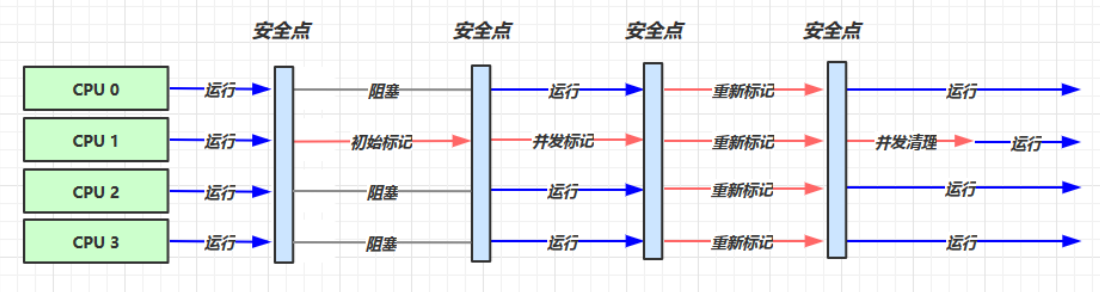 安全点 安全点 安全点 安全点
CPU 0 运行 阻塞 运行 重新标记 运行
CPU 1 运行 初始标记 并发标记 重新标记 并发清理 运行
CPU 2 运行 阻塞 运行 重新标记 运行
CPU 3 运行 阻塞 运行 重新标记 运行